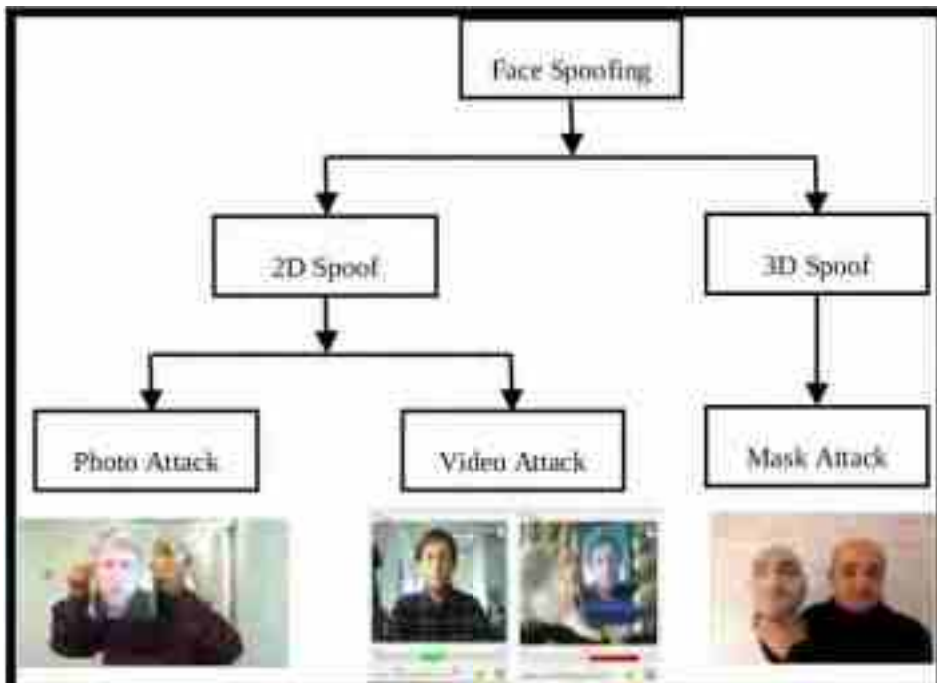 Face Spoofing
2D Spoof
3D Spoof
Photo Attack
Video Attack
Mask Attack